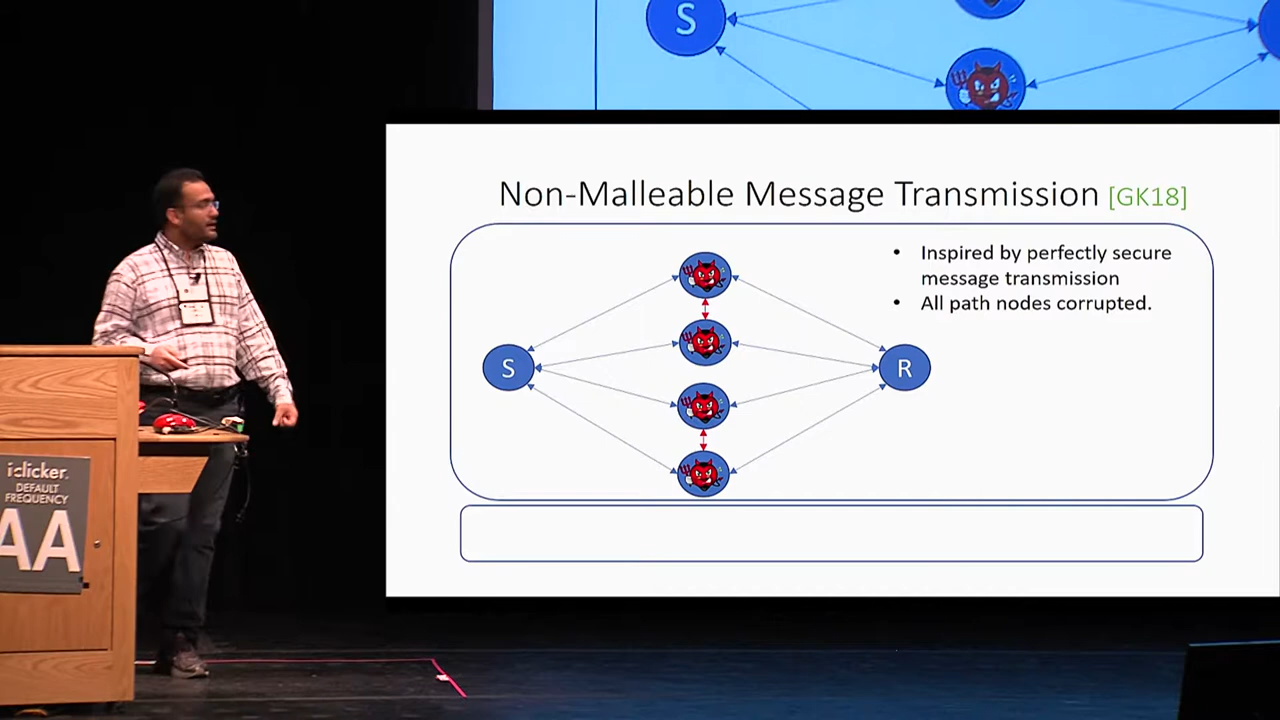 S
Non-Malleable Message Transmission [GK18]
• Inspired by perfectly secure
message transmission
• All path nodes corrupted.
S
R
iclicker.
DEFAULT
FREQUENCY
AA